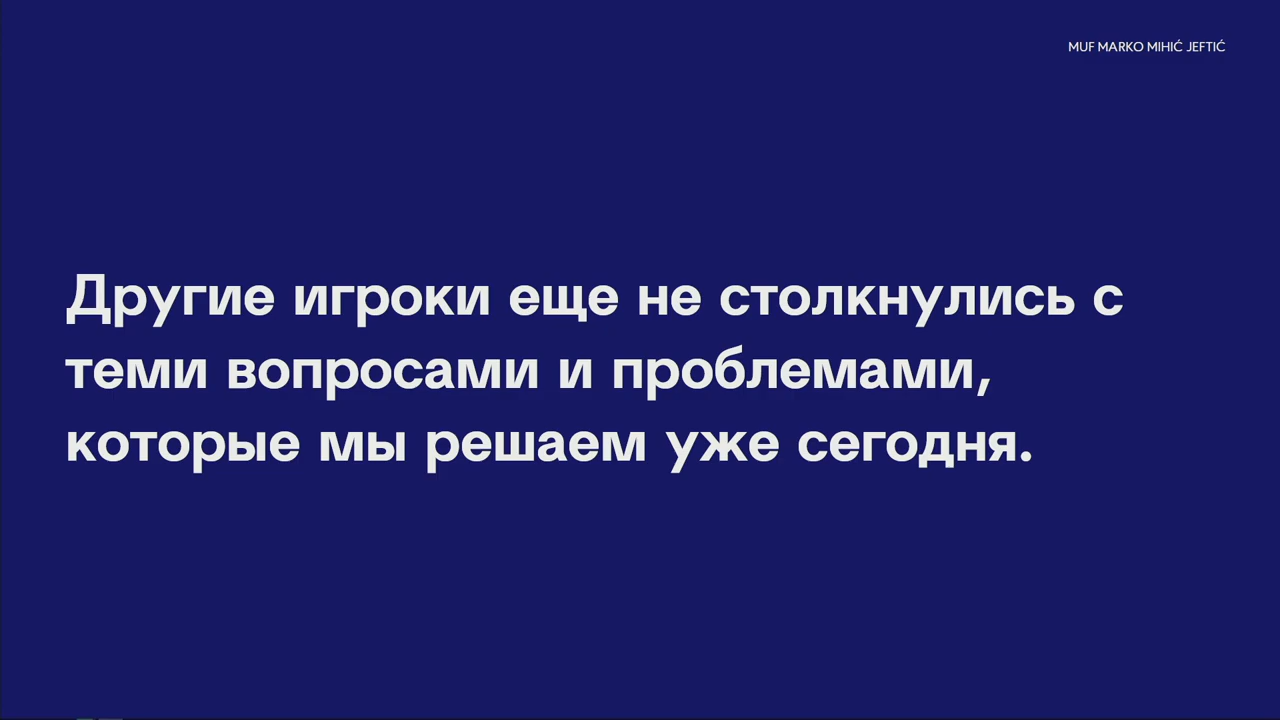 MUF MARKO MIHIĆ JEFTIĆ
Другие игроки еще не столкнулись с
теми вопросами и проблемами,
которые мы решаем уже сегодня.